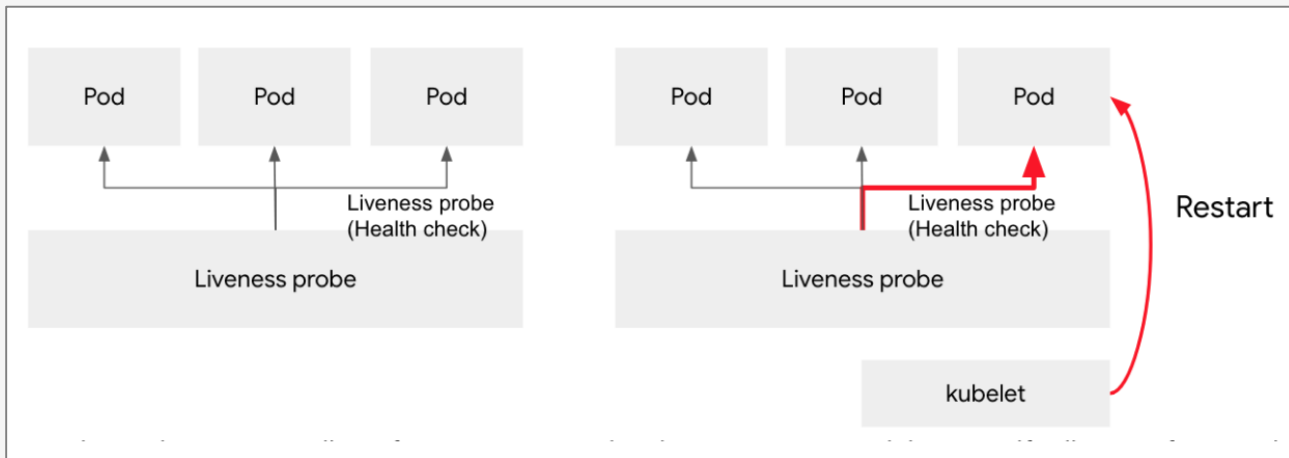 Pod Pod Pod
Liveness probe
(Health check)
Liveness probe
Pod Pod Pod
Liveness probe
(Health check)
Restart
Liveness probe
kubelet